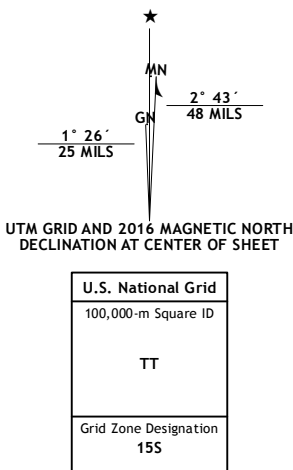 ★
MN
GN
2° 43´
48 MILS
1° 26´
25 MILS
UTM GRID AND 2016 MAGNETIC NORTH
DECLINATION AT CENTER OF SHEET
U.S. National Grid
100,000-m Square ID
TT
Grid Zone Designation
15S